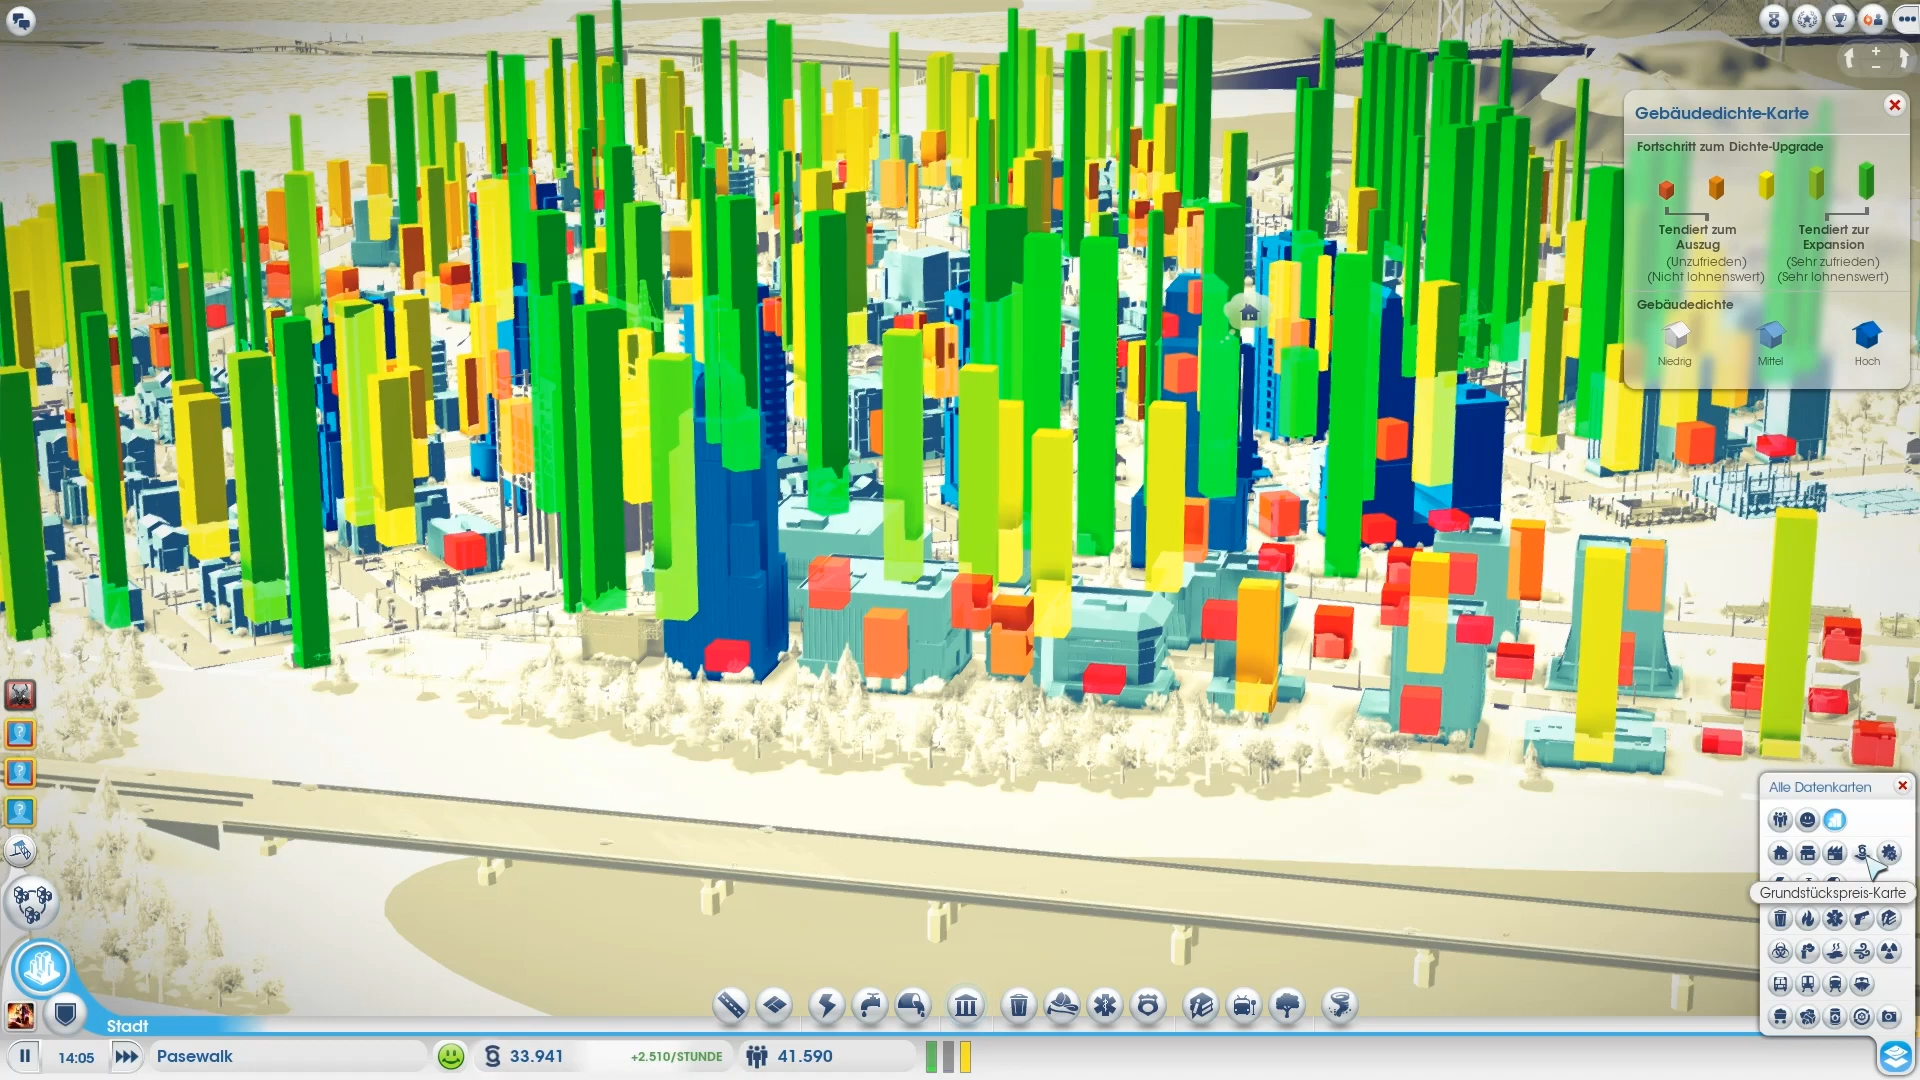 Gebäudedichte-Karte
Fortschritt zum Dichte-Upgrade
Tendiert zum
Auszug
(Unzufrieden)
(Nicht lohnenswert)
Tendiert zur
Expansion
(Sehr zufrieden)
(Sehr lohnenswert)
Gebäudedichte
Niedrig
Mittel
Hoch
Alle Datenkarten
Grundstückspreis-Karte
Stadt
14:05
Pasewalk
33.941
+2.510/STUNDE
41.590